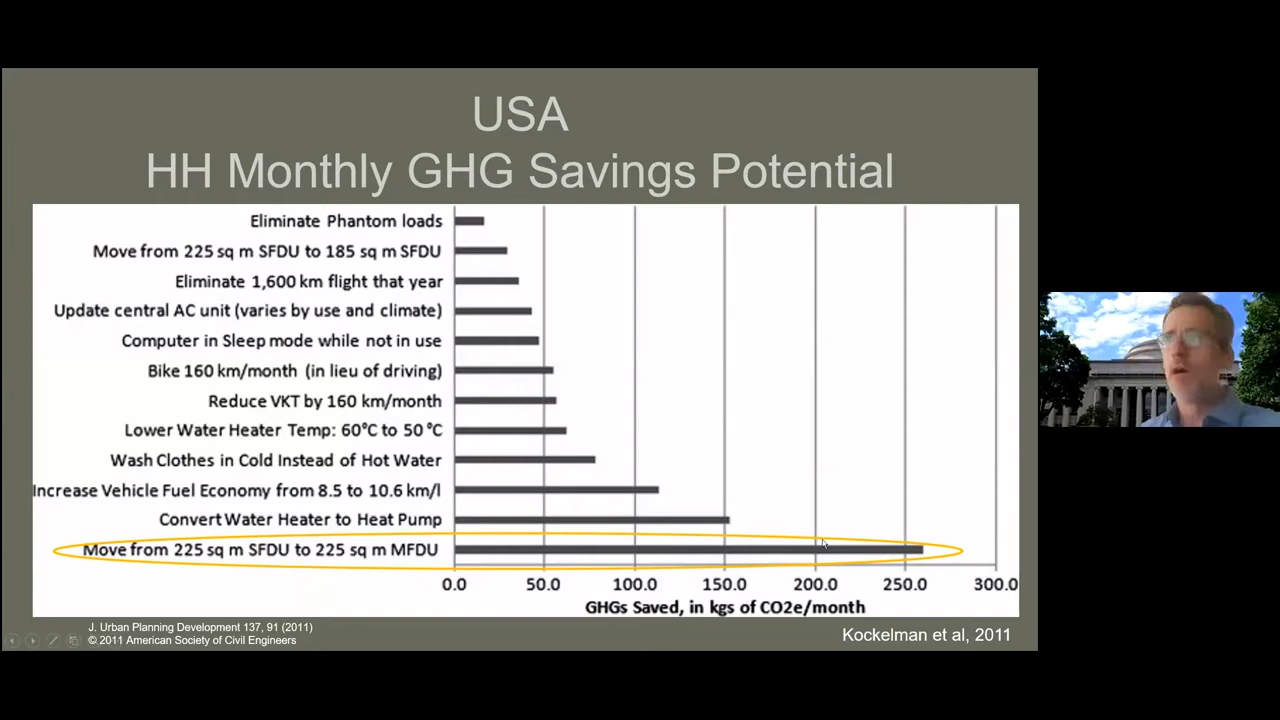 USA
HH Monthly GHG Savings Potential
Eliminate Phantom loads
Move from 225 sq m SFDU to 185 sq m SFDU
Eliminate 1,600 km flight that year
Update central AC unit (varies by use and climate)
Computer in Sleep mode while not in use
Bike 160 km/month (in lieu of driving)
Reduce VKT by 160 km/month
Lower Water Heater Temp: 60°C to 50 °C
Wash Clothes in Cold Instead of Hot Water
Increase Vehicle Fuel Economy from 8.5 to 10.6 km/l
Convert Water Heater to Heat Pump
Move from 225 sq m SFDU to 225 sq m MFDU
0.0 50.0 100.0 150.0 200.0 250.0 300.0
GHGs Saved, in kgs of CO2e/month
J. Urban Planning Development 137, 91 (2011)
© 2011 American Society of Civil Engineers
Kockelman et al, 2011